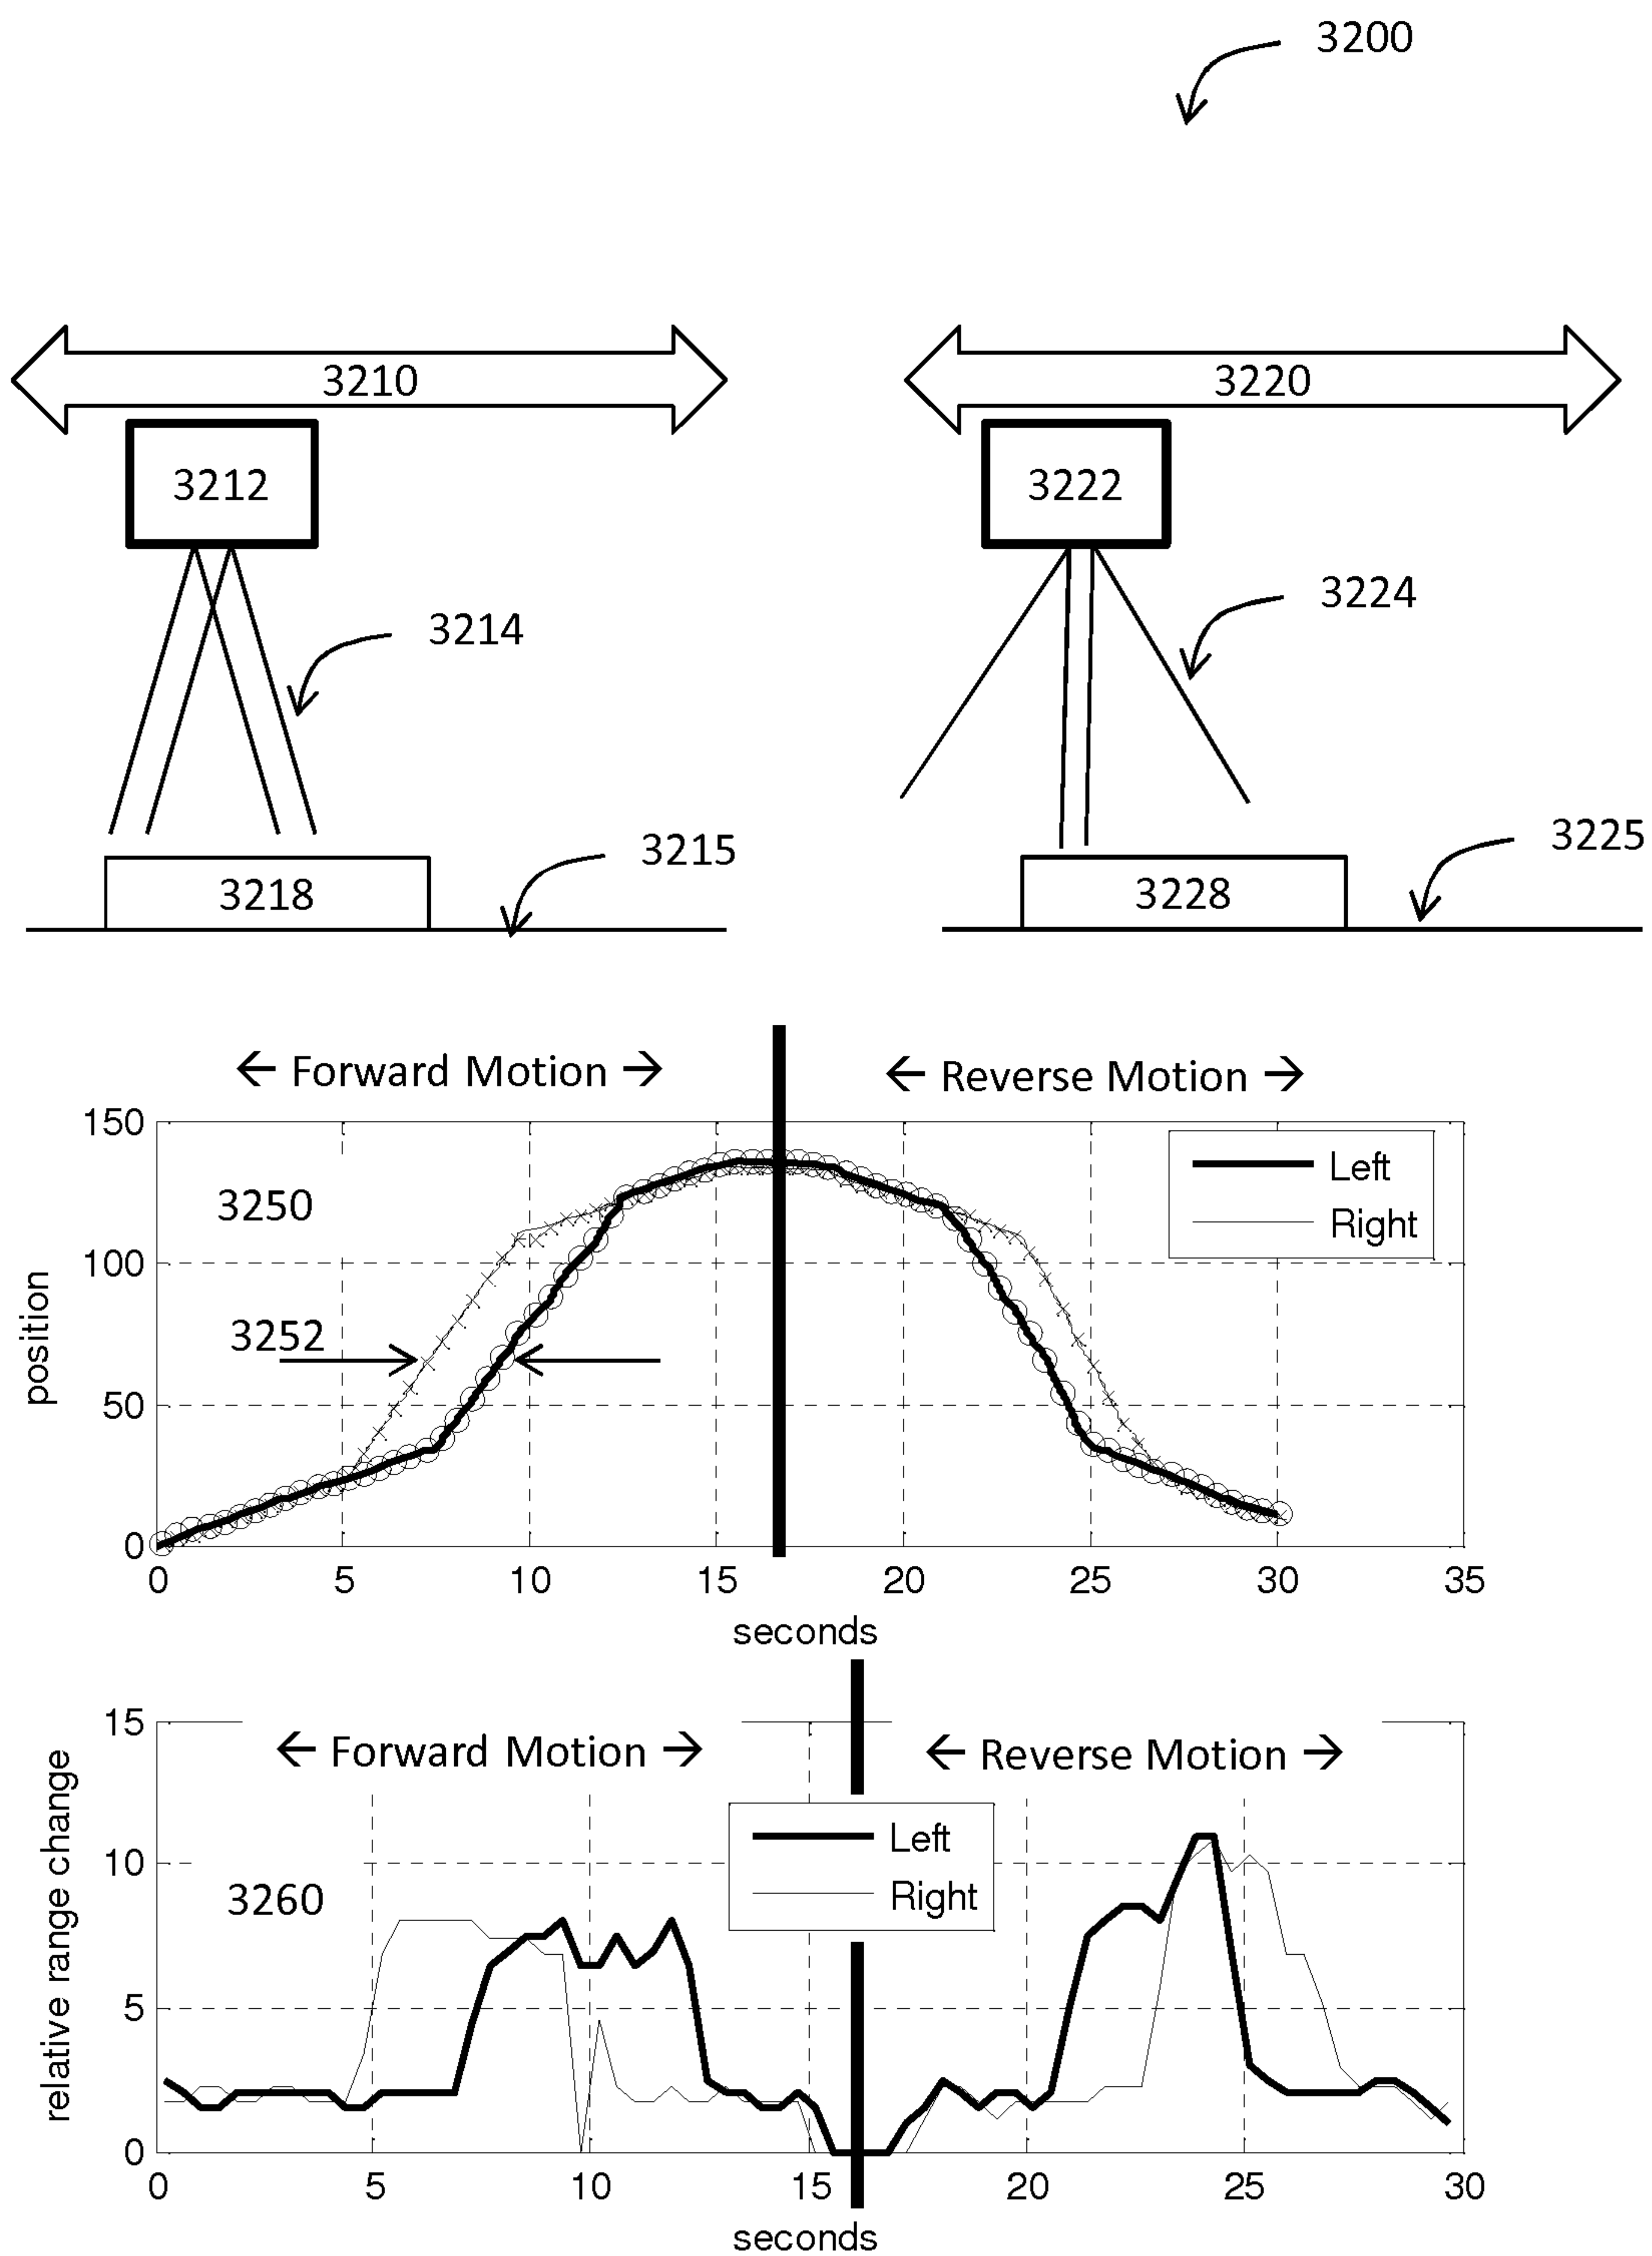 3200
3210
3220
3212
3222
3214
3224
3215
3225
3218
3228
← Forward Motion →
← Reverse Motion →
150
100
50
0
position
3250
3252
Left
Right
0 5 10 15 20 25 30 35
seconds
15
10
5
0
relative range change
← Forward Motion →
← Reverse Motion →
3260
Left
Right
0 5 10 15 20 25 30
seconds